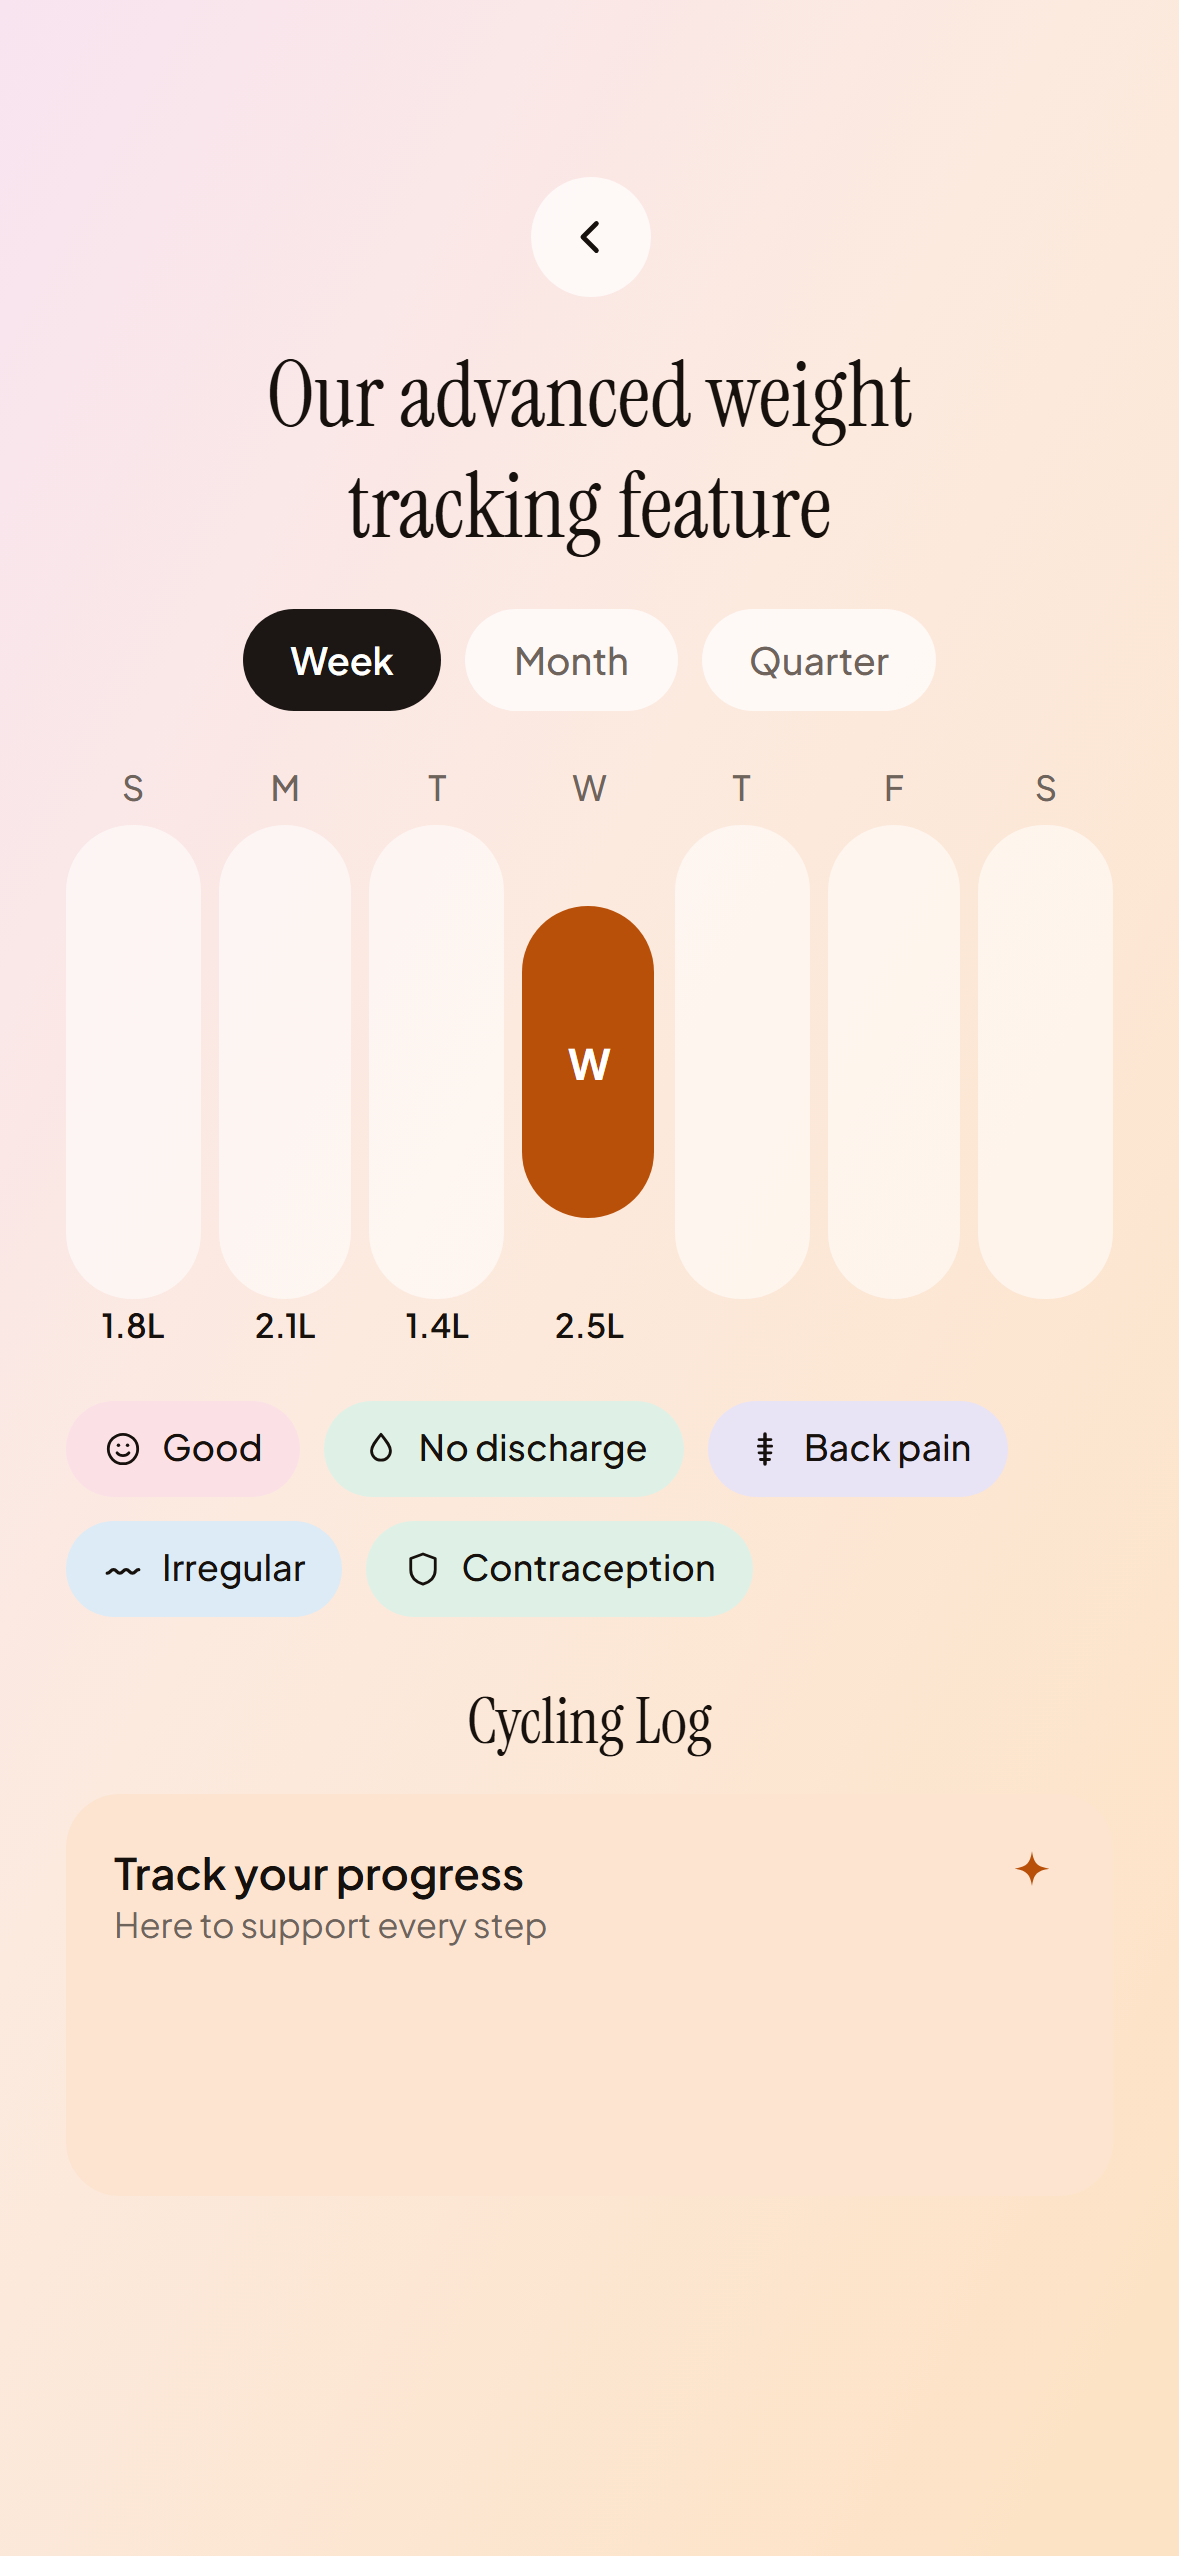 Our advanced weight
tracking feature
Week Month Quarter
S M T W T F S
W
1.8L 2.1L 1.4L 2.5L
Good No discharge Back pain
Irregular Contraception
Cycling Log
Track your progress
Here to support every step